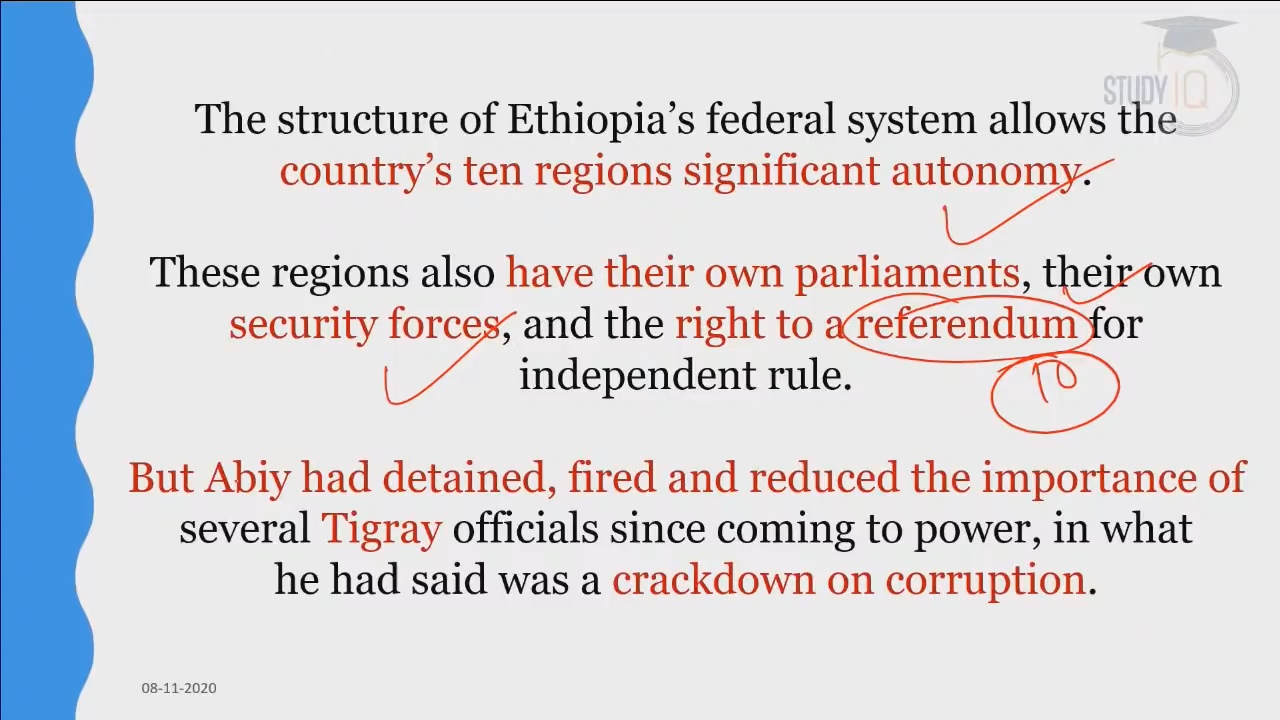 STUDY IQ
The structure of Ethiopia’s federal system allows the
country’s ten regions significant autonomy.
These regions also have their own parliaments, their own
security forces, and the right to a referendum for
independent rule.
10
But Abiy had detained, fired and reduced the importance of
several Tigray officials since coming to power, in what
he had said was a crackdown on corruption.
08-11-2020